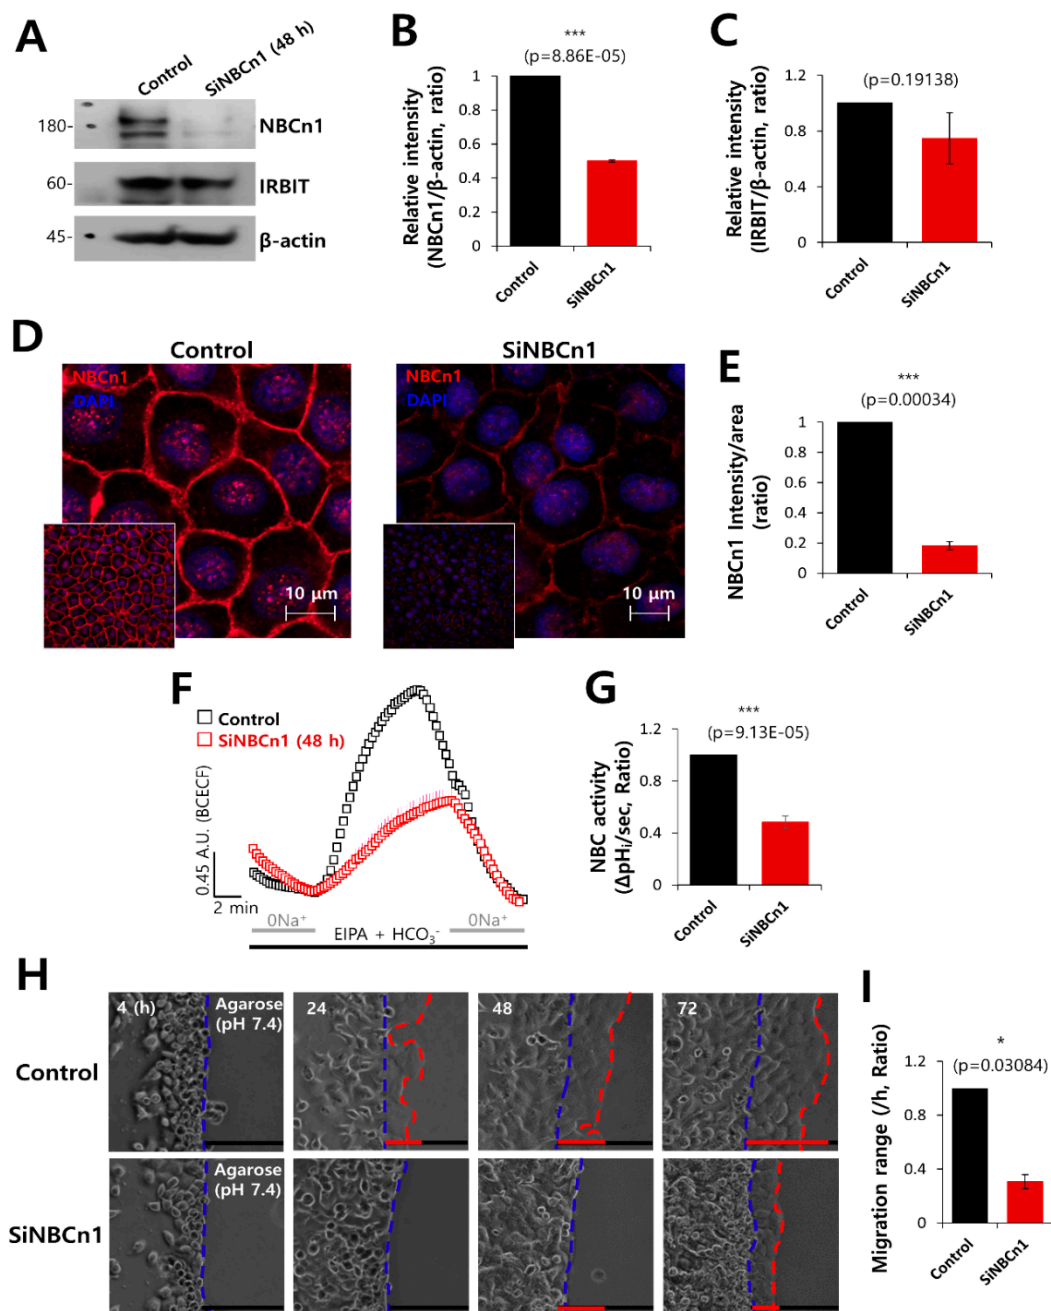 A
Control
SiNBCn1 (48 h)
180-
NBCn1
60-
IRBIT
45-
β-actin
B
***
(p=8.86E-05)
Relative intensity
(NBCn1/β-actin, ratio)
1
0.8
0.6
0.4
0.2
0
Control
SiNBCn1
C
(p=0.19138)
Relative intensity
(IRBIT/β-actin, ratio)
1.2
0.8
0.4
0
Control
SiNBCn1
D
Control
SiNBCn1
NBCn1
DAPI
10 μm
NBCn1
DAPI
10 μm
E
***
(p=0.00034)
NBCn1 Intensity/area
(ratio)
1
0.8
0.6
0.4
0.2
0
Control
SiNBCn1
F
Control
SiNBCn1 (48 h)
0.45 A.U. (BCECF)
2 min
0Na⁺
0Na⁺
EIPA + HCO₃⁻
G
***
(p=9.13E-05)
NBC activity
(ΔpHᵢ/sec, Ratio)
1.2
0.8
0.4
0
Control
SiNBCn1
H
Control
4 (h)
Agarose
(pH 7.4)
24
48
72
SiNBCn1
Agarose
(pH 7.4)
I
*
(p=0.03084)
Migration range (/h, Ratio)
1.2
0.8
0.4
0
Control
SiNBCn1